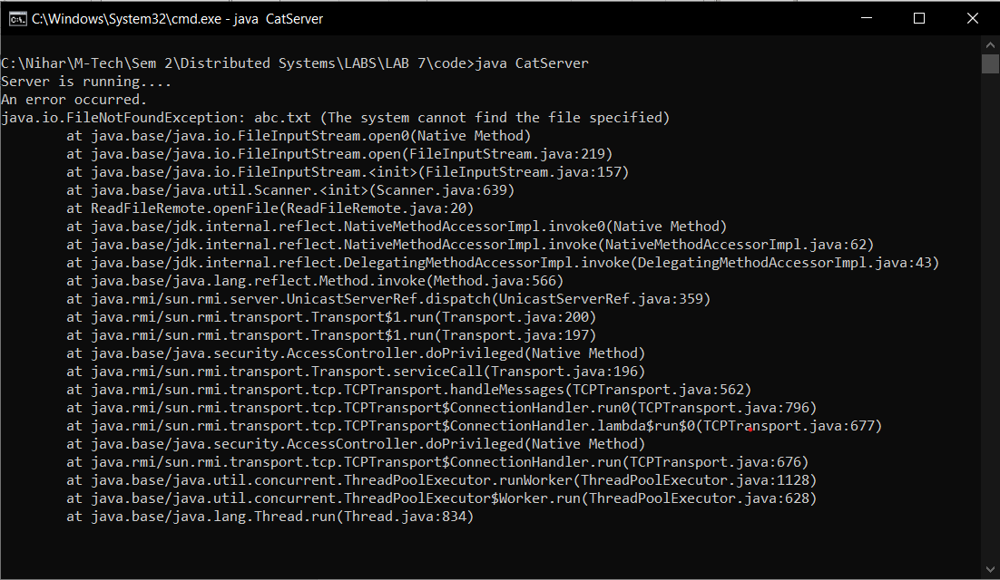 C:\Windows\System32\cmd.exe - java  CatServer
C:\Nihar\M-Tech\Sem 2\Distributed Systems\LABS\LAB 7\code>java CatServer
Server is running....
An error occurred.
java.io.FileNotFoundException: abc.txt (The system cannot find the file specified)
        at java.base/java.io.FileInputStream.open0(Native Method)
        at java.base/java.io.FileInputStream.open(FileInputStream.java:219)
        at java.base/java.io.FileInputStream.<init>(FileInputStream.java:157)
        at java.base/java.util.Scanner.<init>(Scanner.java:639)
        at ReadFileRemote.openFile(ReadFileRemote.java:20)
        at java.base/jdk.internal.reflect.NativeMethodAccessorImpl.invoke0(Native Method)
        at java.base/jdk.internal.reflect.NativeMethodAccessorImpl.invoke(NativeMethodAccessorImpl.java:62)
        at java.base/jdk.internal.reflect.DelegatingMethodAccessorImpl.invoke(DelegatingMethodAccessorImpl.java:43)
        at java.base/java.lang.reflect.Method.invoke(Method.java:566)
        at java.rmi/sun.rmi.server.UnicastServerRef.dispatch(UnicastServerRef.java:359)
        at java.rmi/sun.rmi.transport.Transport$1.run(Transport.java:200)
        at java.rmi/sun.rmi.transport.Transport$1.run(Transport.java:197)
        at java.base/java.security.AccessController.doPrivileged(Native Method)
        at java.rmi/sun.rmi.transport.Transport.serviceCall(Transport.java:196)
        at java.rmi/sun.rmi.transport.tcp.TCPTransport.handleMessages(TCPTransport.java:562)
        at java.rmi/sun.rmi.transport.tcp.TCPTransport$ConnectionHandler.run0(TCPTransport.java:796)
        at java.rmi/sun.rmi.transport.tcp.TCPTransport$ConnectionHandler.lambda$run$0(TCPTransport.java:677)
        at java.base/java.security.AccessController.doPrivileged(Native Method)
        at java.rmi/sun.rmi.transport.tcp.TCPTransport$ConnectionHandler.run(TCPTransport.java:676)
        at java.base/java.util.concurrent.ThreadPoolExecutor.runWorker(ThreadPoolExecutor.java:1128)
        at java.base/java.util.concurrent.ThreadPoolExecutor$Worker.run(ThreadPoolExecutor.java:628)
        at java.base/java.lang.Thread.run(Thread.java:834)